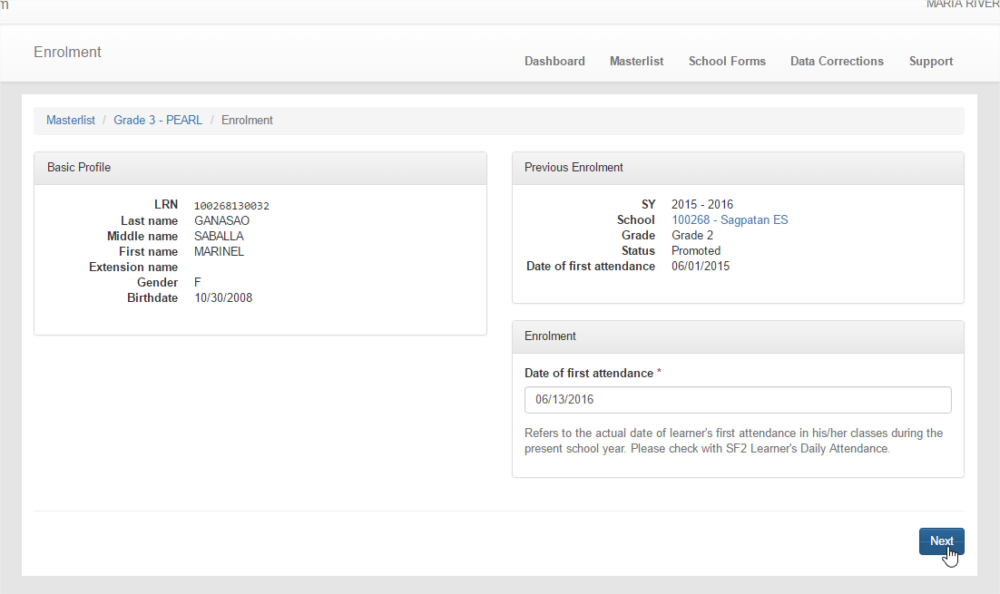 MARIA RIVER
Enrolment
Dashboard Masterlist School Forms Data Corrections Support
Masterlist / Grade 3 - PEARL / Enrolment
Basic Profile
LRN 100268130032
Last name GANASAO
Middle name SABALLA
First name MARINEL
Extension name
Gender F
Birthdate 10/30/2008
Previous Enrolment
SY 2015 - 2016
School 100268 - Sagpatan ES
Grade Grade 2
Status Promoted
Date of first attendance 06/01/2015
Enrolment
Date of first attendance *
06/13/2016
Refers to the actual date of learner's first attendance in his/her classes during the
present school year. Please check with SF2 Learner's Daily Attendance.
Next